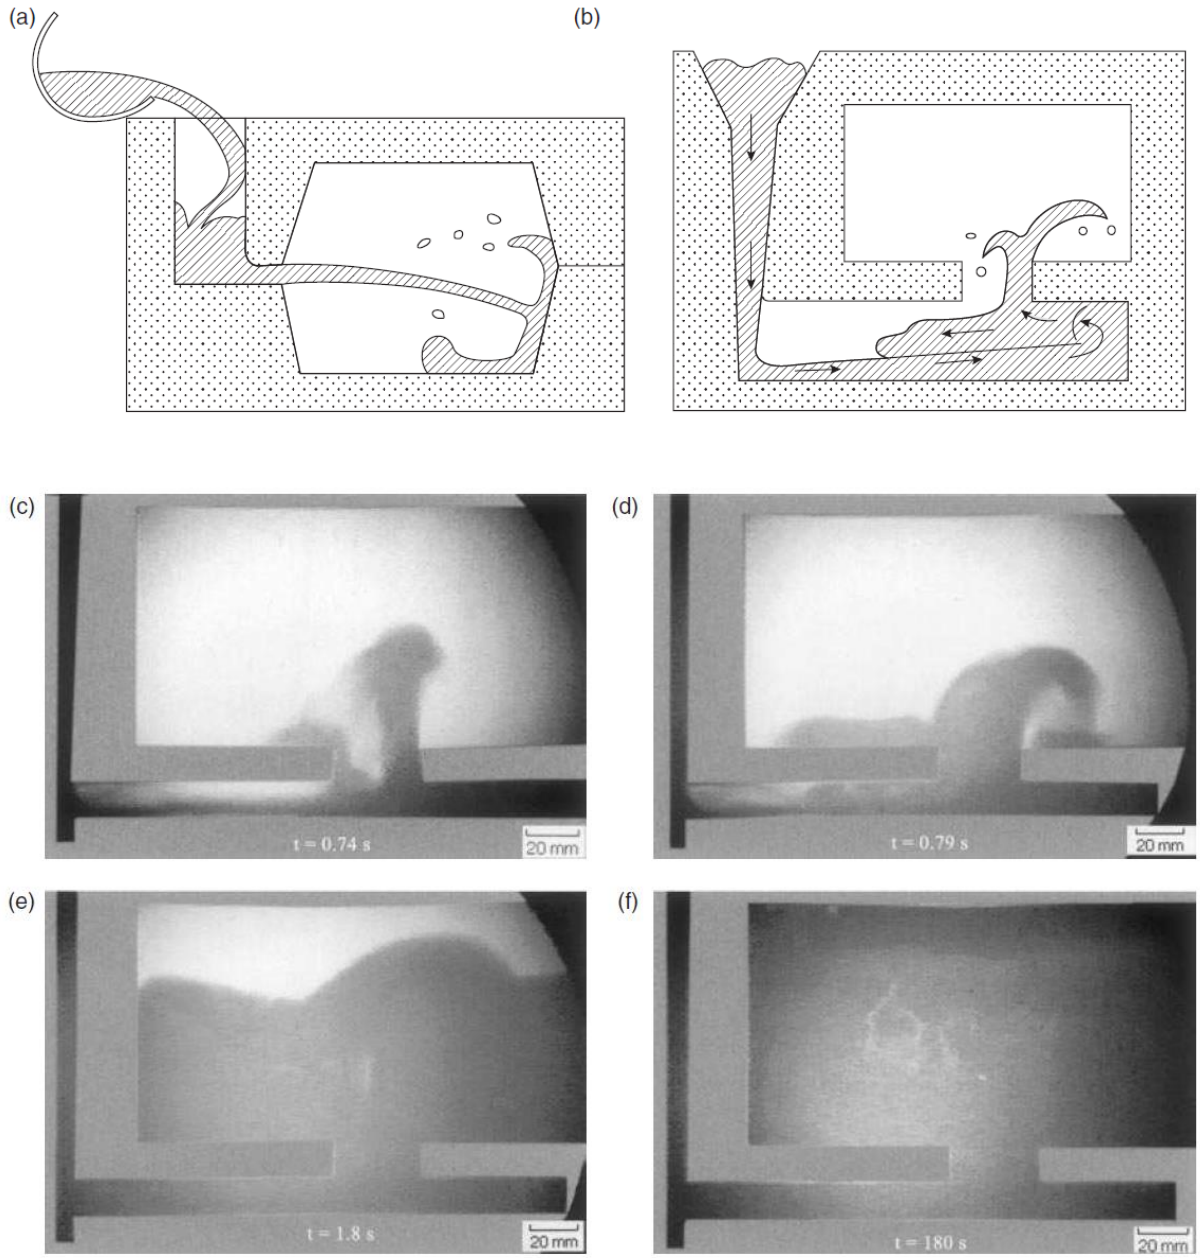 (a)
(b)
(c)
(d)
t = 0.74 s
20 mm
t = 0.79 s
20 mm
(e)
(f)
t = 1.8 s
20 mm
t = 180 s
20 mm